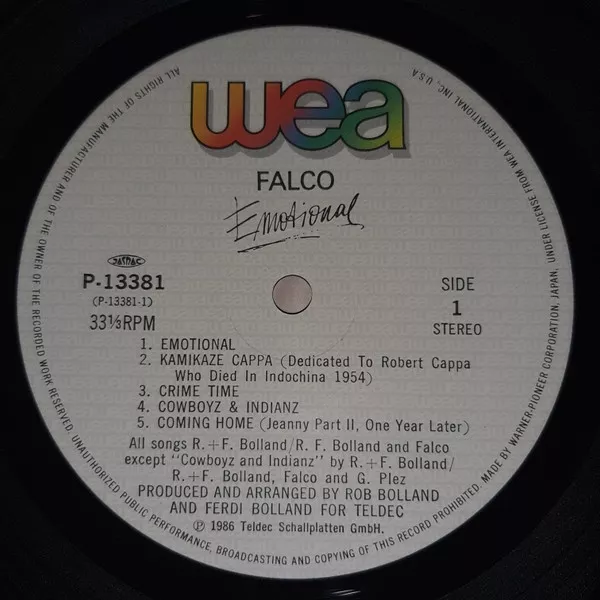 wea
FALCO
Emotional
JASRAC
P-13381
(P-13381-1)
33⅓RPM
SIDE
1
STEREO
1. EMOTIONAL
2. KAMIKAZE CAPPA (Dedicated To Robert Cappa
Who Died In Indochina 1954)
3. CRIME TIME
4. COWBOYZ & INDIANZ
5. COMING HOME (Jeanny Part II, One Year Later)
All songs R.+F. Bolland/R. F. Bolland and Falco
except "Cowboyz and Indianz" by R.+F. Bolland/
R.+F. Bolland, Falco and G. Plez
PRODUCED AND ARRANGED BY ROB BOLLAND
AND FERDI BOLLAND FOR TELDEC
Ⓟ 1986 Teldec Schallplatten GmbH.
ALL RIGHTS OF THE MANUFACTURER AND OF THE OWNER OF THE RECORDED WORK RESERVED. UNAUTHORIZED PUBLIC PERFORMANCE, BROADCASTING AND COPYING OF THIS RECORD PROHIBITED. MADE BY WARNER-PIONEER CORPORATION, JAPAN, UNDER LICENSE FROM WEA INTERNATIONAL INC., U.S.A